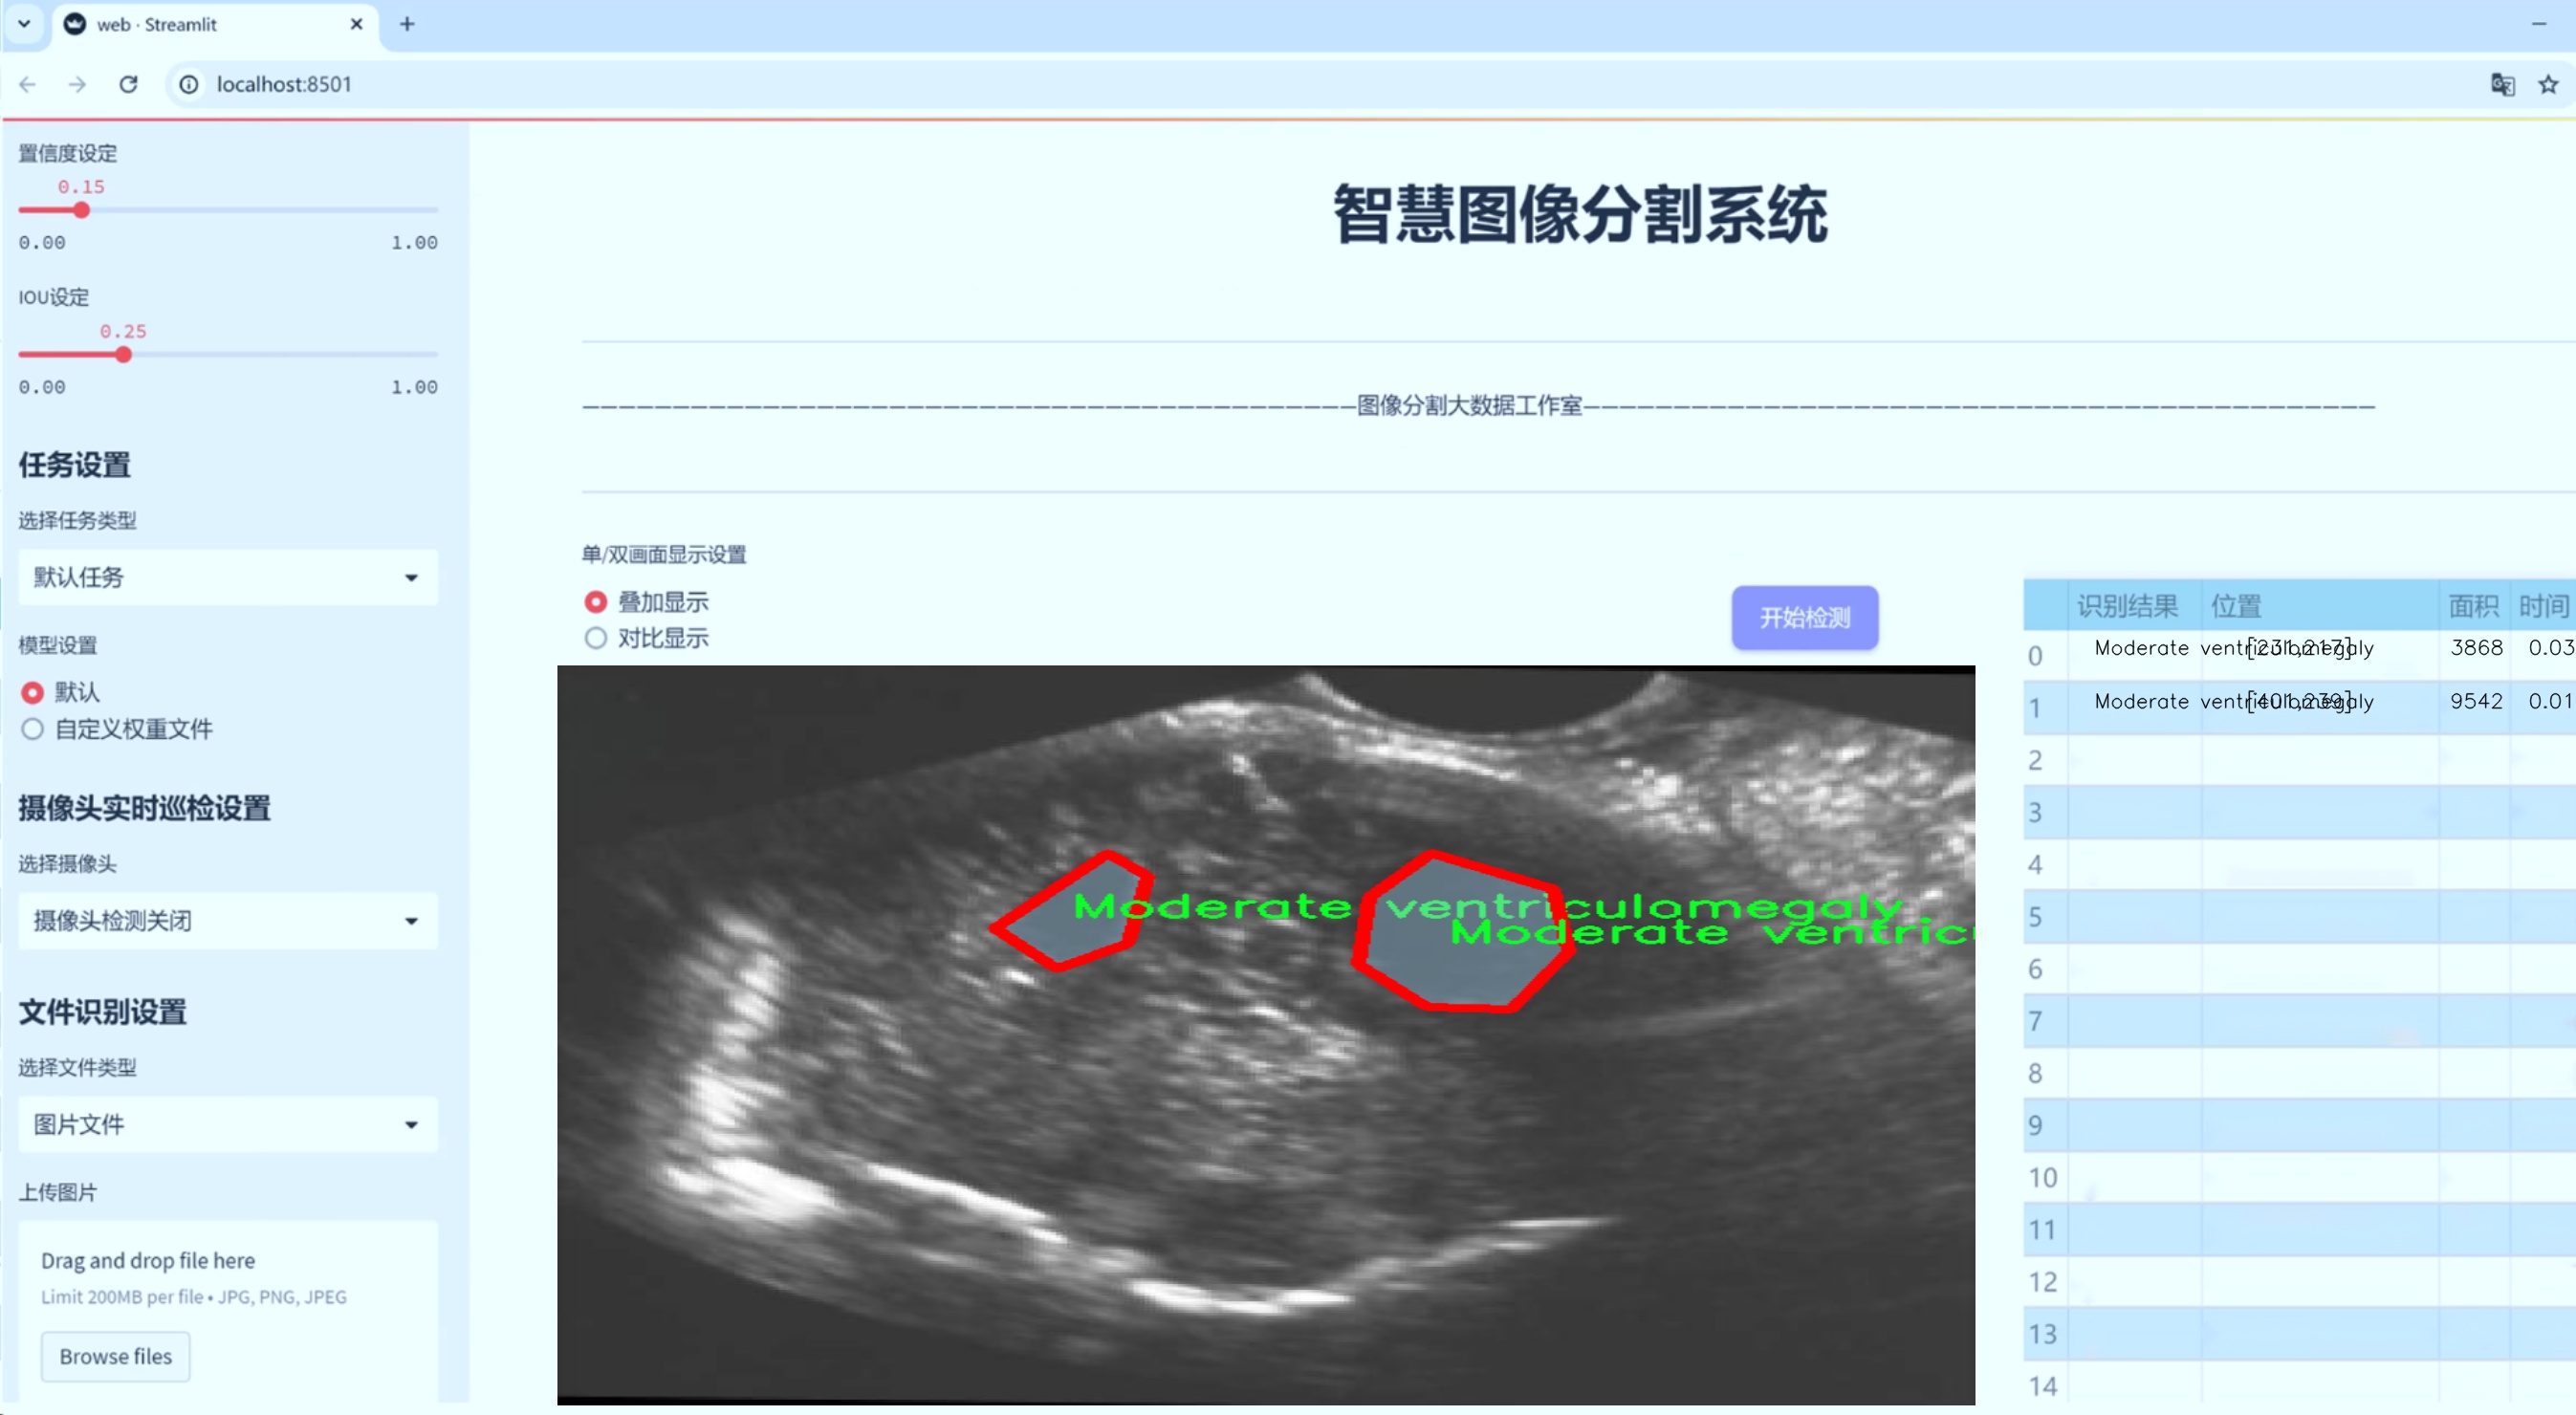 web · Streamlit
localhost:8501
置信度设定
0.15
0.00 1.00
IOU设定
0.25
0.00 1.00
任务设置
选择任务类型
默认任务
模型设置
默认
自定义权重文件
摄像头实时巡检设置
选择摄像头
摄像头检测关闭
文件识别设置
选择文件类型
图片文件
上传图片
Drag and drop file here
Limit 200MB per file • JPG, PNG, JPEG
Browse files
智慧图像分割系统
图像分割大数据工作室
单/双画面显示设置
叠加显示
对比显示
开始检测
Moderate ventriculomegaly
Moderate ventric
识别结果 位置 面积 时间
0 Moderate ventriculomegaly [231,217] 3868 0.03
1 Moderate ventriculomegaly [401,239] 9542 0.01
2
3
4
5
6
7
8
9
10
11
12
13
14